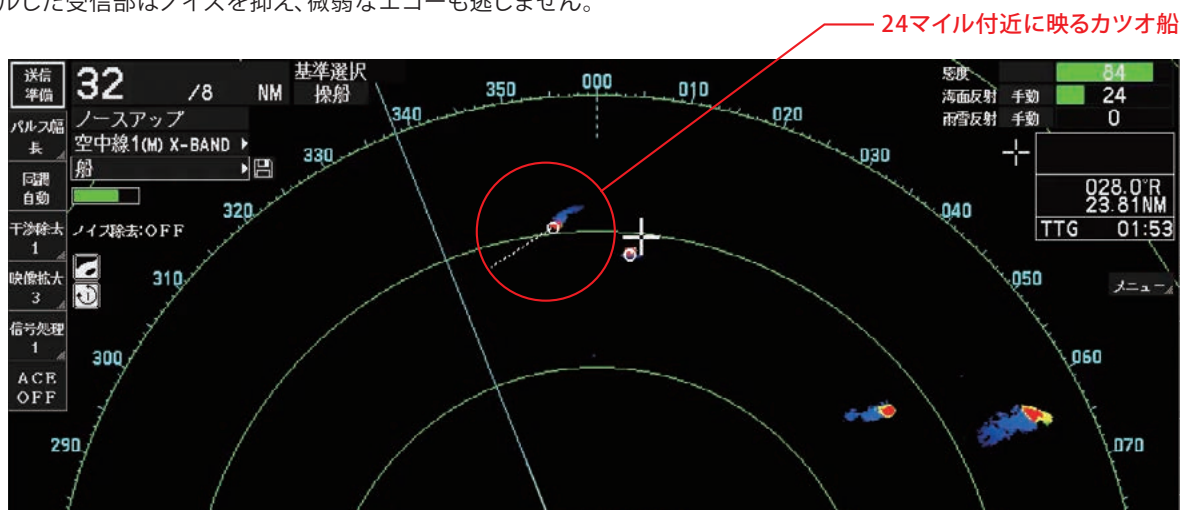 ルした受信部はノイズを抑え、微弱なエコーも逃しません。
24マイル付近に映るカツオ船
送信
準備
32 /8 NM
基準選択
操船
パルス幅
長
ノースアップ
空中線1(M) X-BAND
船
同調
自動
干渉除去
1
ノイズ除去:OFF
映像拡大
3
信号処理
1
ACE
OFF
290
300
310
320
330
340
350
000
010
020
030
040
050
060
070
感度 84
海面反射 手動 24
雨雪反射 手動 0
028.0°R
23.81NM
TTG 01:53
メニュー